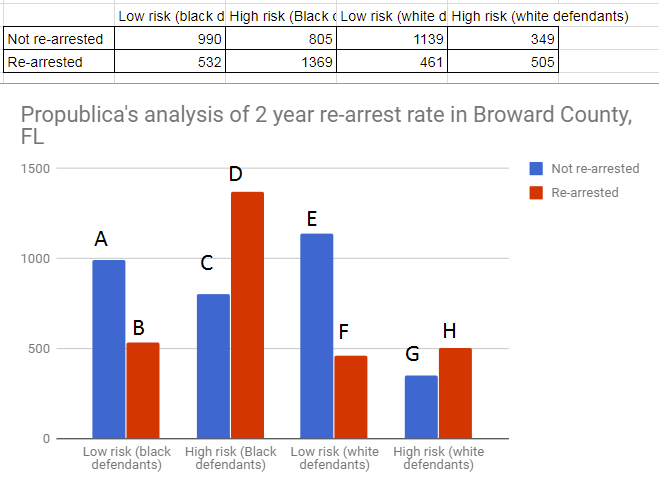 Low risk (black d High risk (Black Low risk (white d High risk (white defendants)
Not re-arrested 990 805 1139 349
Re-arrested 532 1369 461 505
Propublica's analysis of 2 year re-arrest rate in Broward County,
FL
1500
1000
500
0
A
B
C
D
E
F
G
H
Not re-arrested
Re-arrested
Low risk (black
defendants)
High risk (Black
defendants)
Low risk (white
defendants)
High risk (white
defendants)